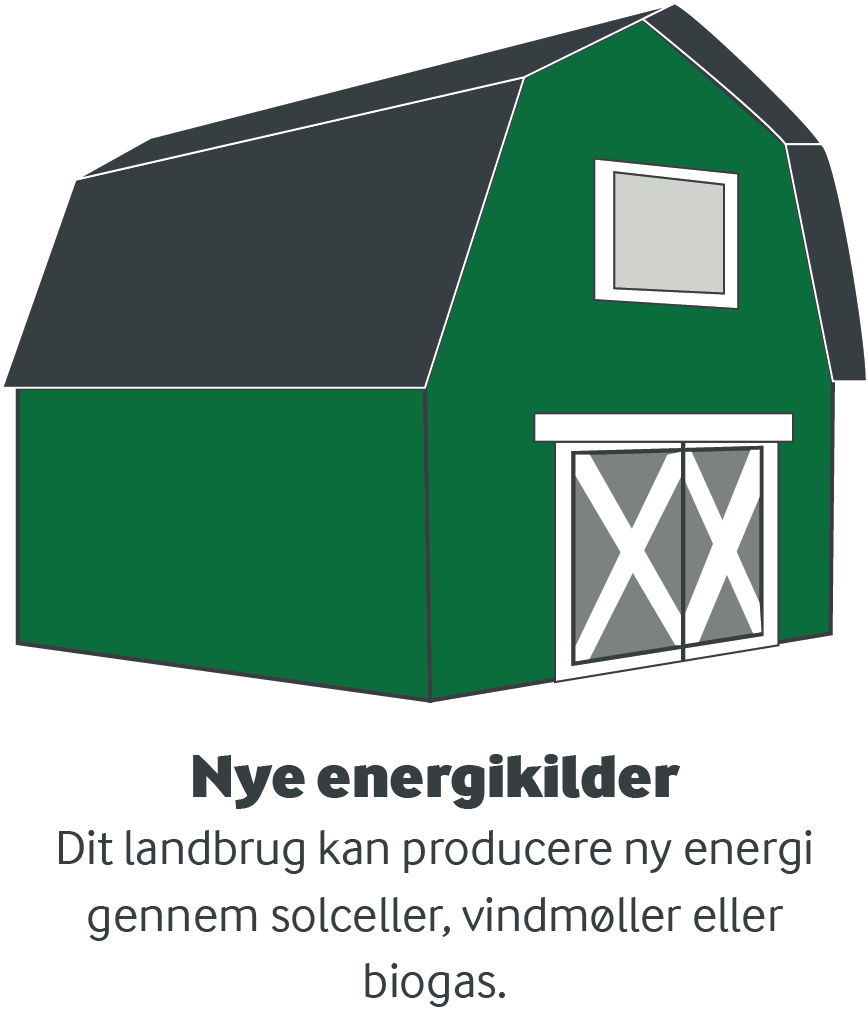 Nye energikilder
Dit landbrug kan producere ny energi
gennem solceller, vindmøller eller
biogas.